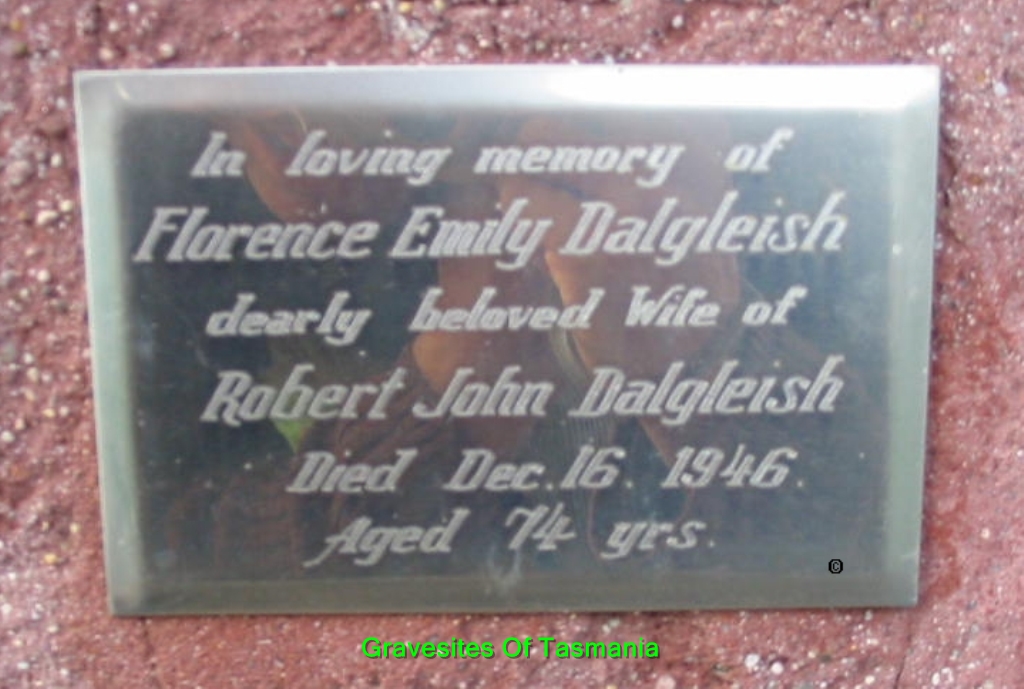 In loving memory of
Florence Emily Dalgleish
dearly beloved Wife of
Robert John Dalgleish
Died Dec. 16. 1946.
Aged 74 yrs.
©
Gravesites Of Tasmania